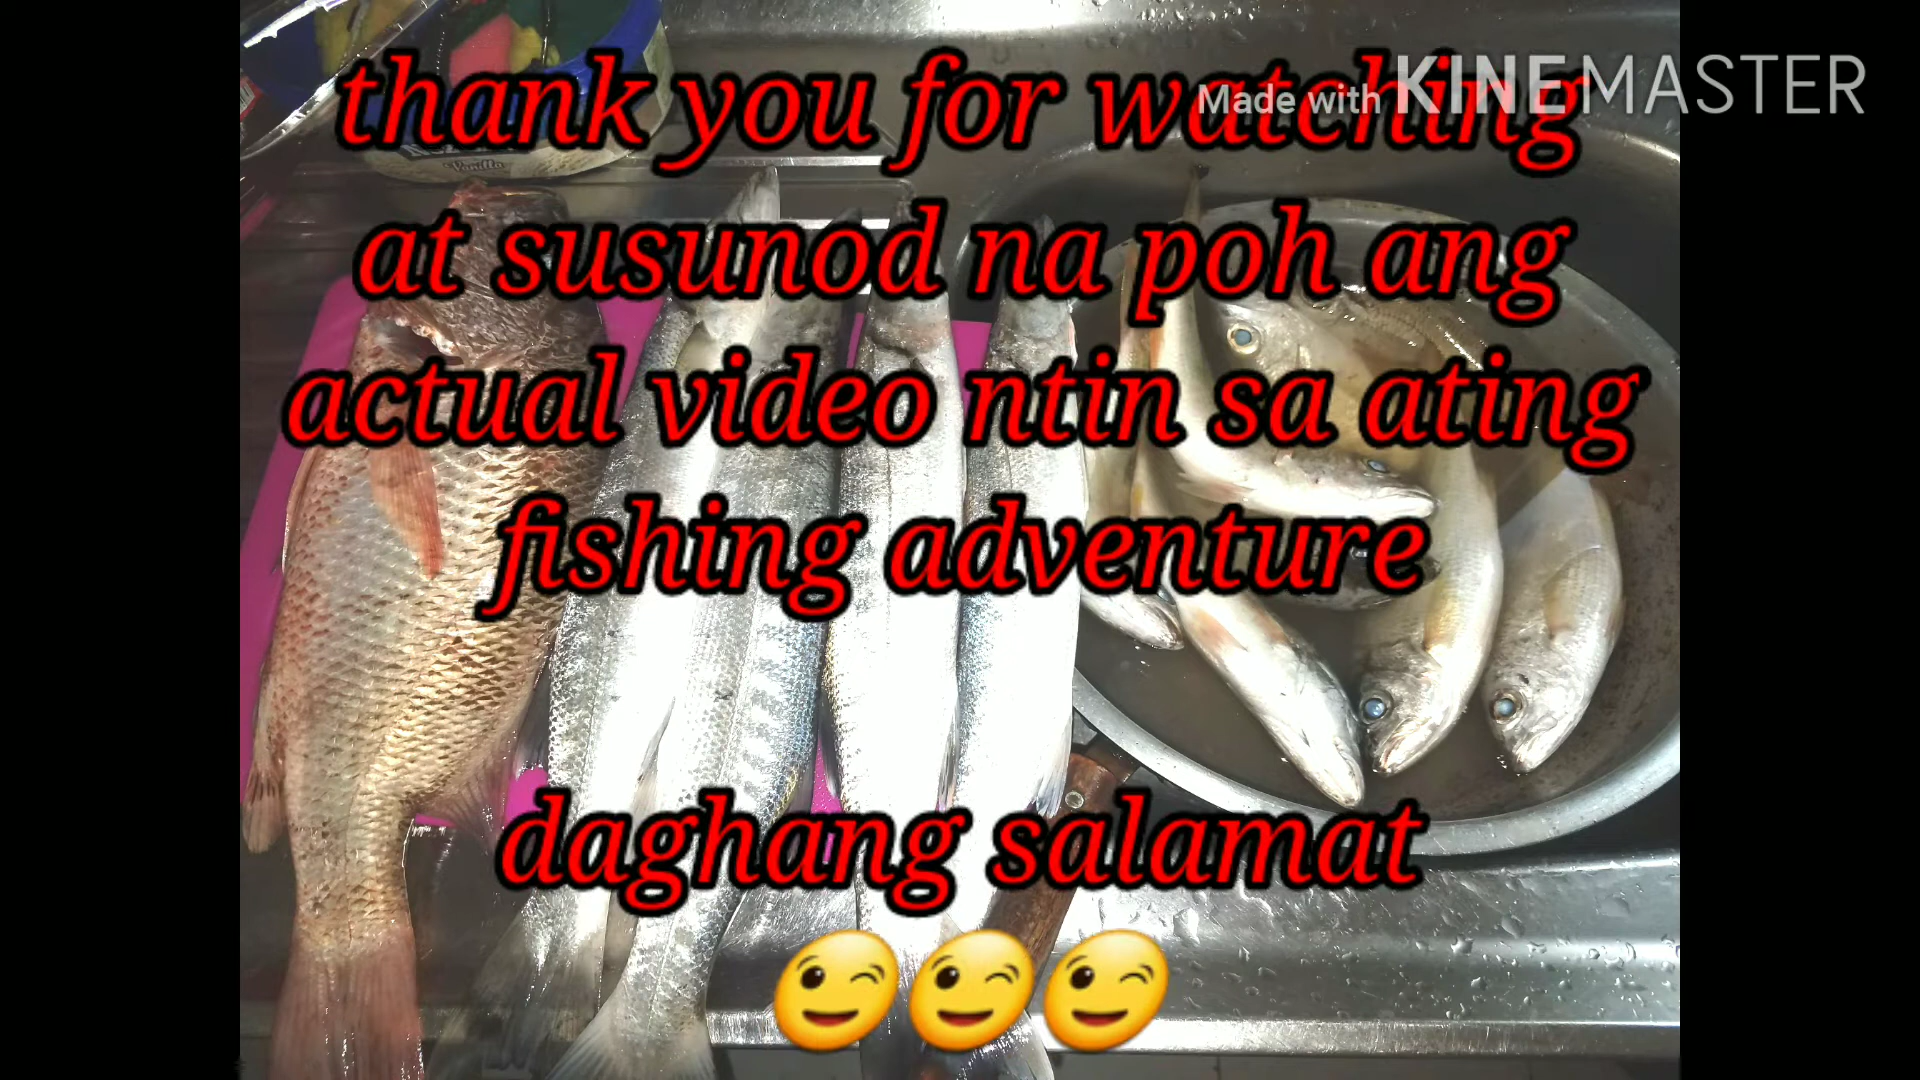 thank you for watching
Made with KINEMASTER
at susunod na poh ang
actual video ntin sa ating
fishing adventure
daghang salamat
Vanilla